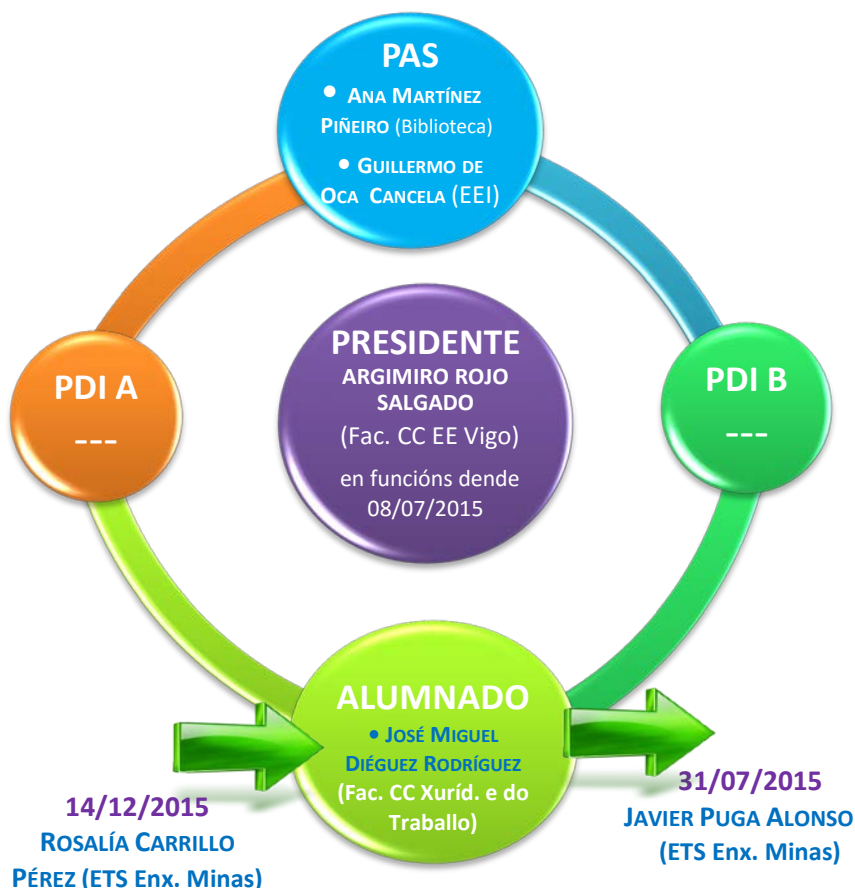 PAS
• ANA MARTÍNEZ
PIÑEIRO (Biblioteca)
• GUILLERMO DE
OCA CANCELA (EEI)
PDI A
---
PRESIDENTE
ARGIMIRO ROJO
SALGADO
(Fac. CC EE Vigo)
en funcións dende
08/07/2015
PDI B
---
ALUMNADO
• JOSÉ MIGUEL
DIÉGUEZ RODRÍGUEZ
(Fac. CC Xuríd. e do
Traballo)
14/12/2015
ROSALÍA CARRILLO
PÉREZ (ETS Enx. Minas)
31/07/2015
JAVIER PUGA ALONSO
(ETS Enx. Minas)